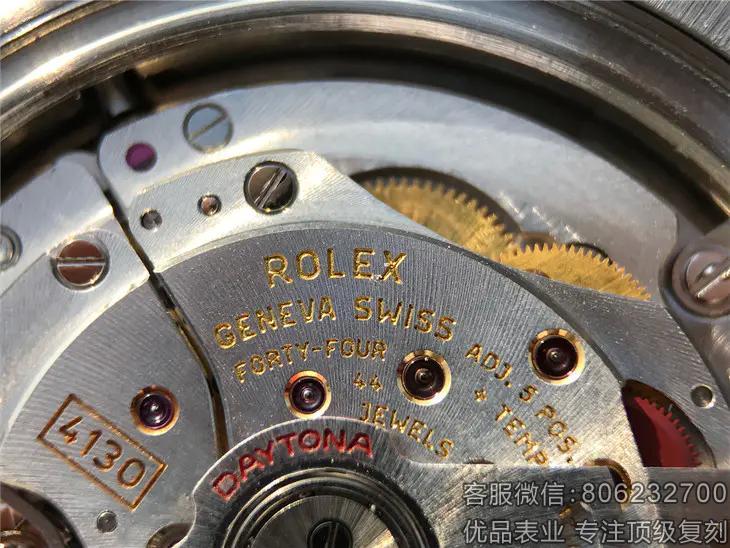 ROLEX
GENEVA SWISS
FORTY-FOUR
44
JEWELS
ADJ. 5 POS.
4 TEMP
4130
DAYTONA
客服微信:806232700
优品表业 专注顶级复刻